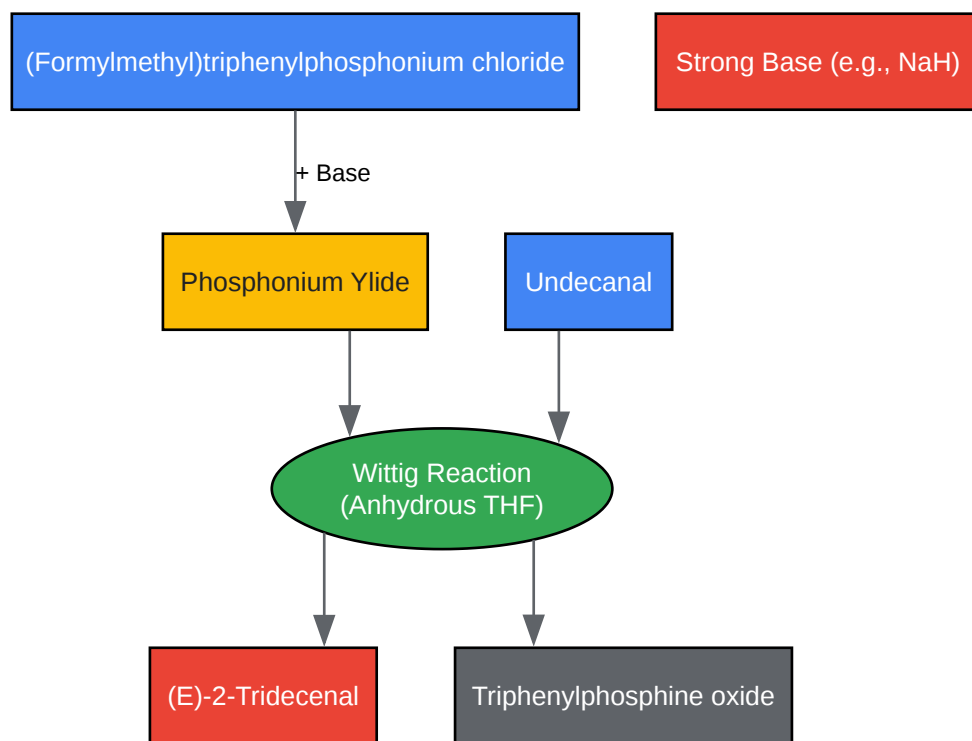 (Formylmethyl)triphenylphosphonium chloride
Strong Base (e.g., NaH)
+ Base
Phosphonium Ylide
Undecanal
Wittig Reaction
(Anhydrous THF)
(E)-2-Tridecenal
Triphenylphosphine oxide